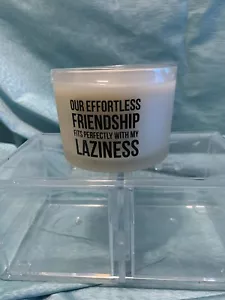 OUR EFFORTLESS
FRIENDSHIP
FITS PERFECTLY WITH MY
LAZINESS